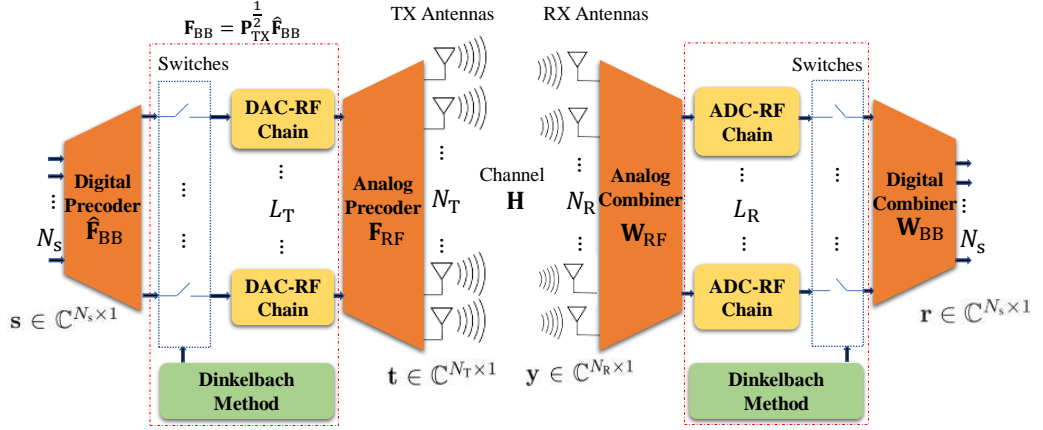 F_BB = P_TX^{1/2} F̂_BB
TX Antennas
RX Antennas
Switches
Switches
DAC-RF
Chain
ADC-RF
Chain
Digital
Precoder
F̂_BB
N_s
L_T
Analog
Precoder
F_RF
N_T
Channel
H
N_R
Analog
Combiner
W_RF
L_R
Digital
Combiner
W_BB
N_s
DAC-RF
Chain
ADC-RF
Chain
s ∈ ℂ^{N_s×1}
r ∈ ℂ^{N_s×1}
t ∈ ℂ^{N_T×1}
y ∈ ℂ^{N_R×1}
Dinkelbach
Method
Dinkelbach
Method